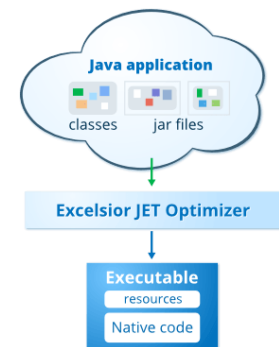 Java application
classes jar files
Excelsior JET Optimizer
Executable
resources
Native code